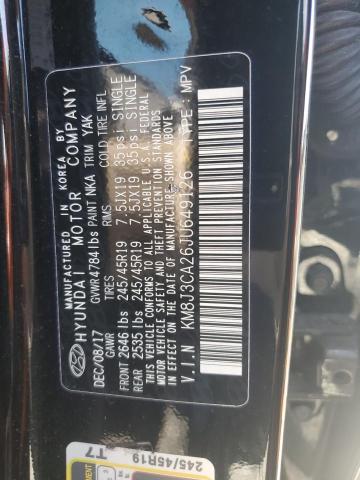 MANUFACTURED IN KOREA BY
HYUNDAI MOTOR COMPANY
DEC/08/17 GVWR4784 lbs PAINT NKA TRIM YAK
GAWR TIRES RIMS COLD TIRE INFL
FRONT 2646 lbs 245/45R19 7.5JX19 35psi SINGLE
REAR 2535 lbs 245/45R19 7.5JX19 35psi SINGLE
THIS VEHICLE CONFORMS TO ALL APPLICABLE U.S.A. FEDERAL
MOTOR VEHICLE SAFETY AND THEFT PREVENTION STANDARDS
IN EFFECT ON THE DATE OF MANUFACTURE SHOWN ABOVE.
V.I.N KM8J3CA26JU649126 TYPE: MPV
T7
245/45R19